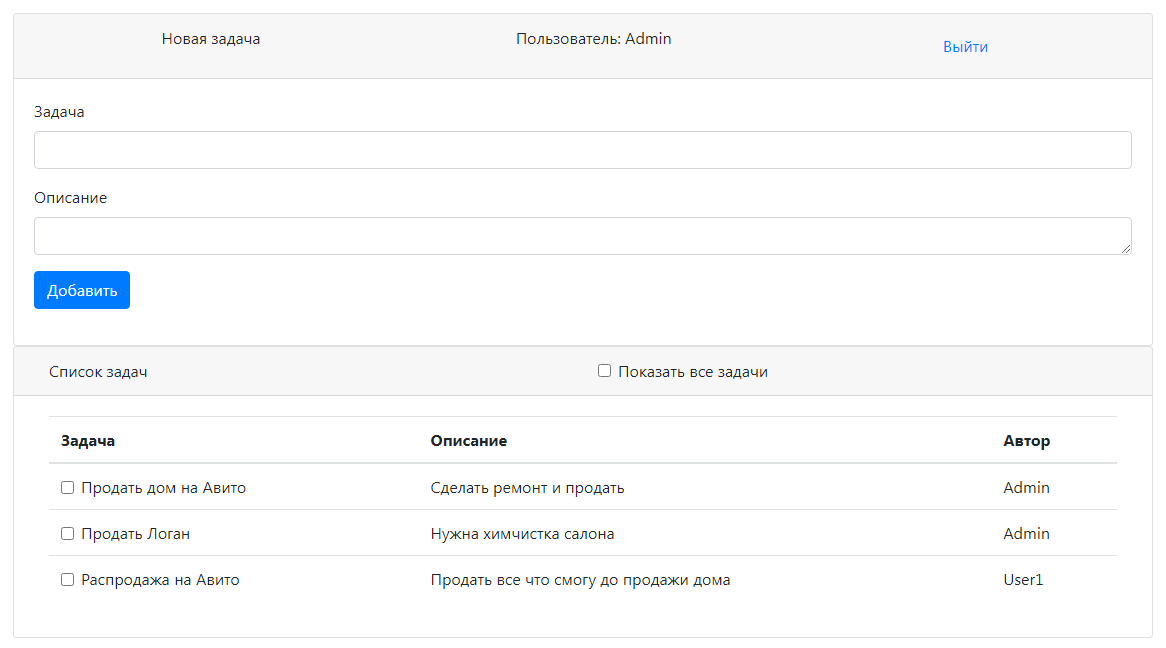 Новая задача Пользователь: Admin Выйти
Задача
Описание
Добавить
Список задач Показать все задачи
Задача Описание Автор
Продать дом на Авито Сделать ремонт и продать Admin
Продать Логан Нужна химчистка салона Admin
Распродажа на Авито Продать все что смогу до продажи дома User1